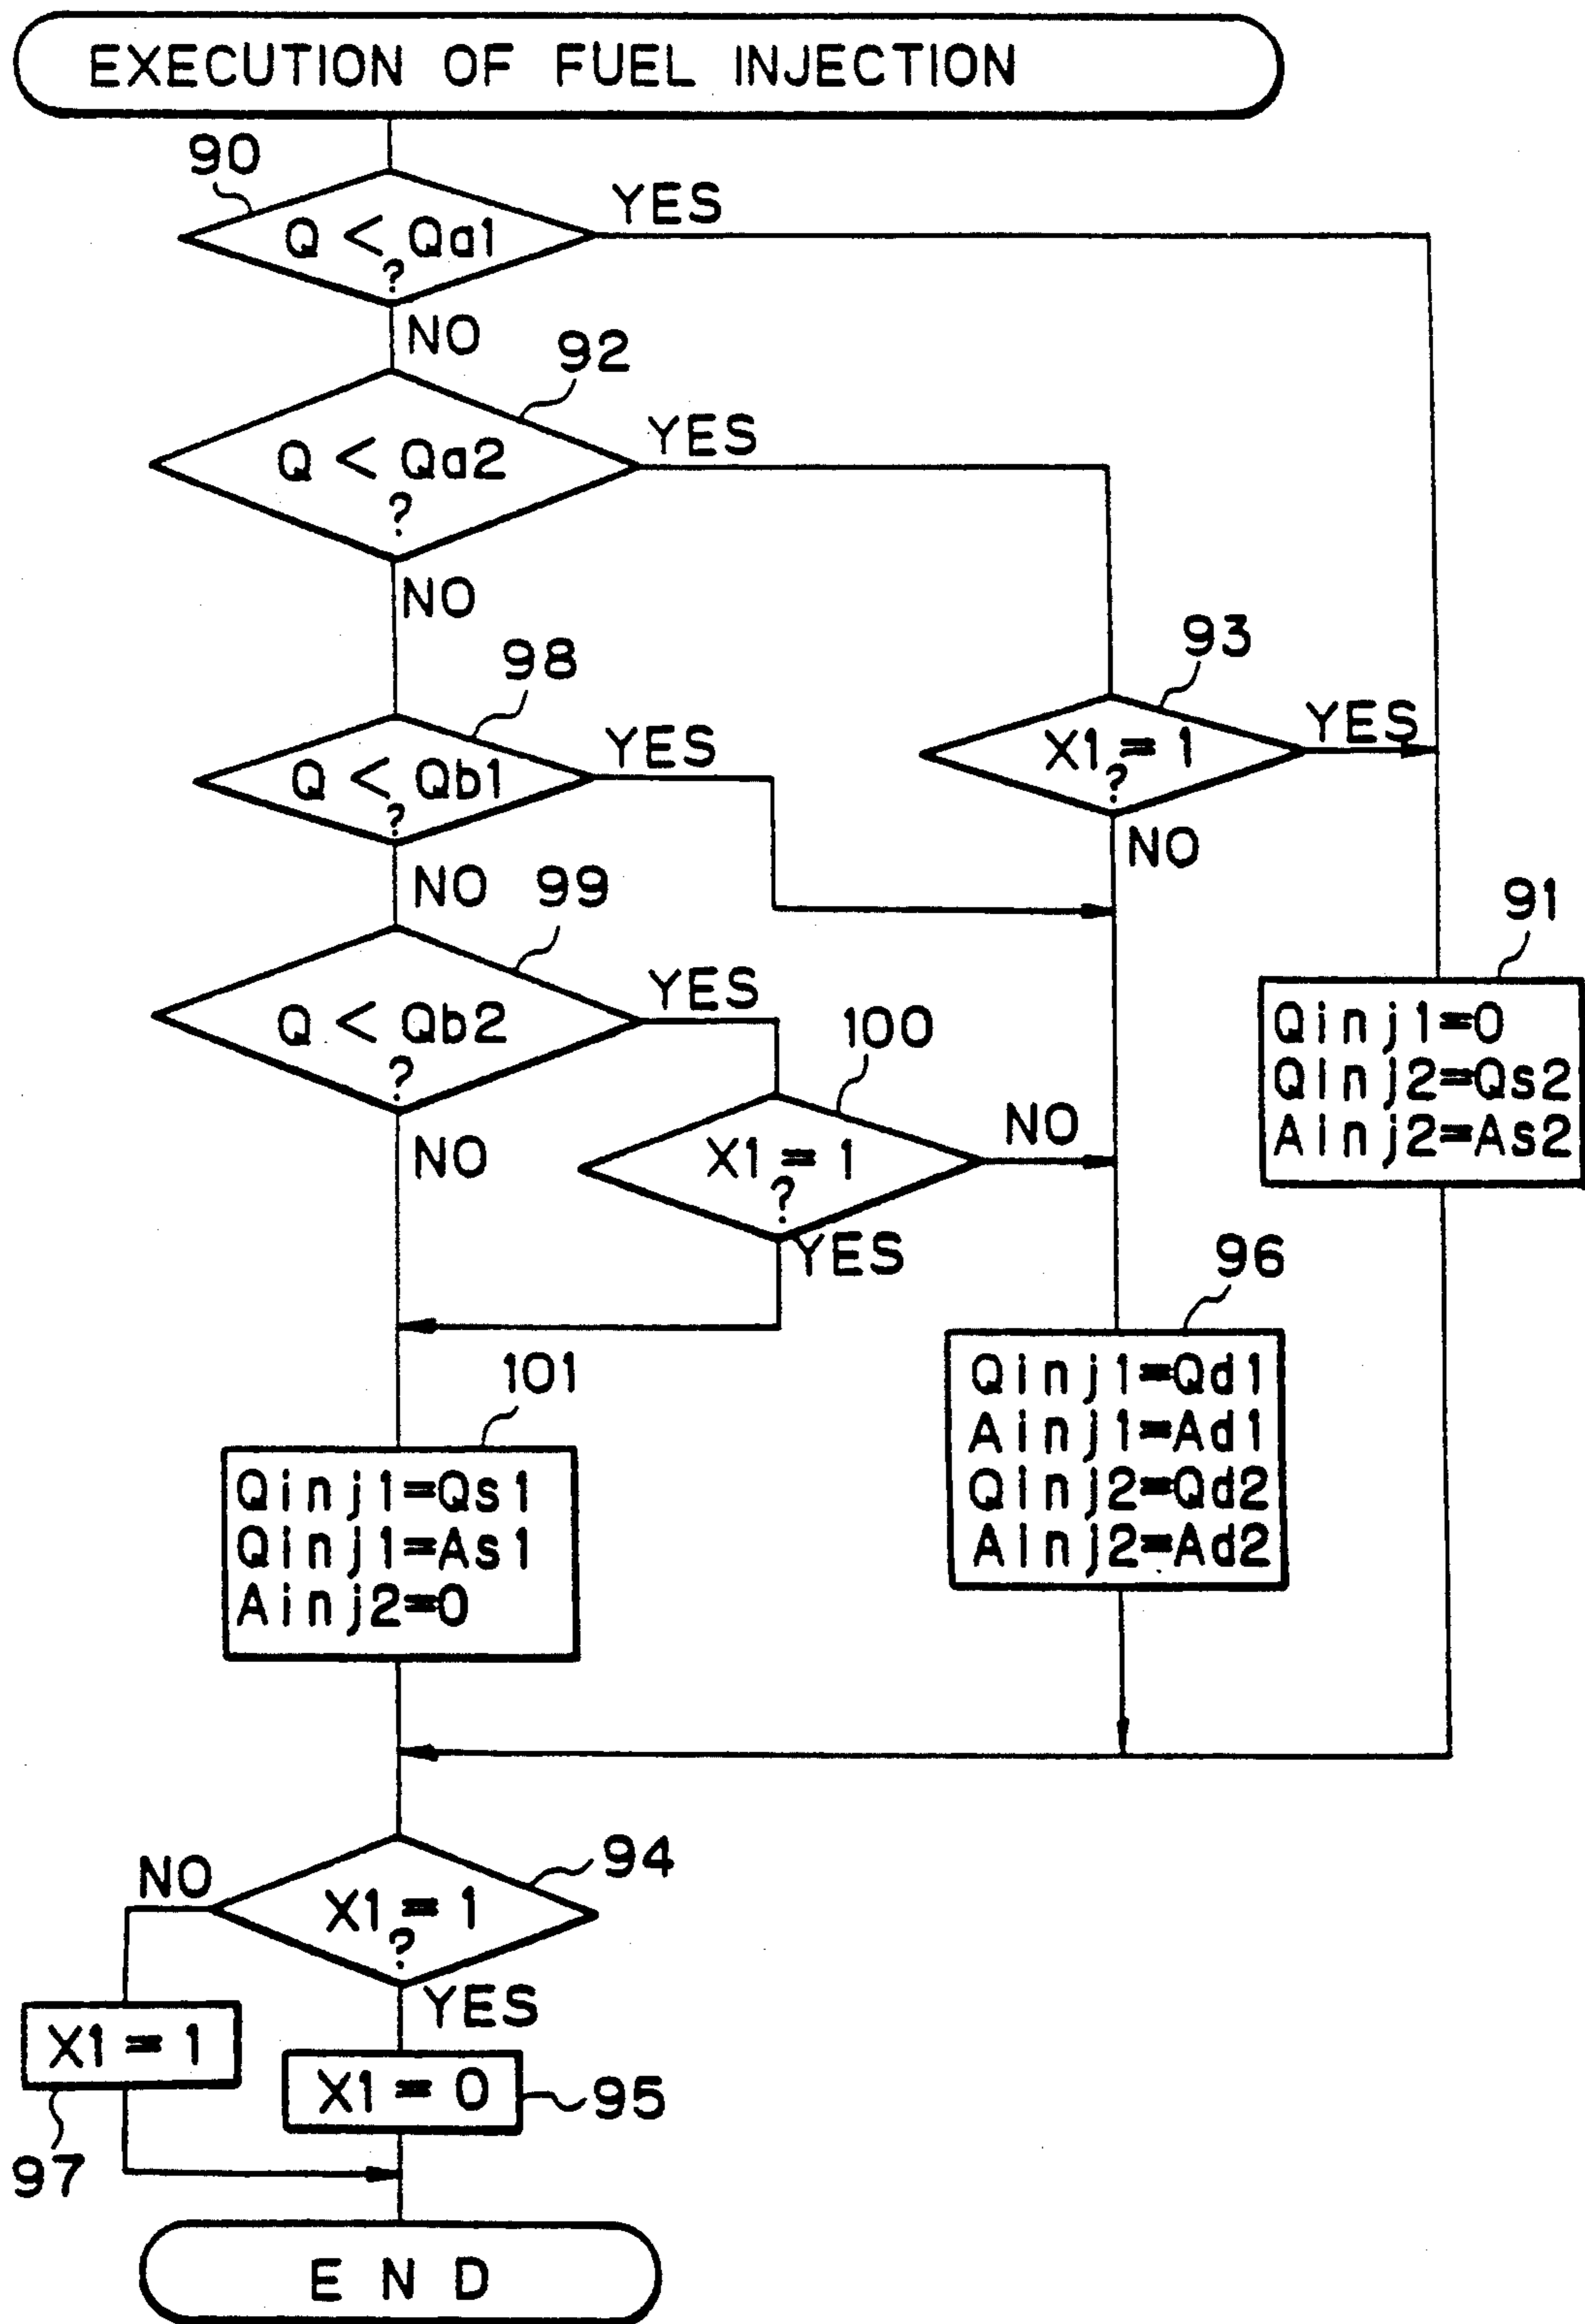 EXECUTION OF FUEL INJECTION
90
Q < Qa1
?
YES
NO
92
Q < Qa2
?
YES
NO
93
X1 = 1
?
YES
NO
98
Q < Qb1
?
YES
NO
99
Q < Qb2
?
YES
NO
100
X1 = 1
?
NO
YES
91
Qinj1=0
Qinj2=Qs2
Ainj2=As2
96
Qinj1=Qd1
Ainj1=Ad1
Qinj2=Qd2
Ainj2=Ad2
101
Qinj1=Qs1
Qinj1=As1
Ainj2=0
94
X1 = 1
?
NO
YES
X1 = 1
97
X1 = 0
95
END